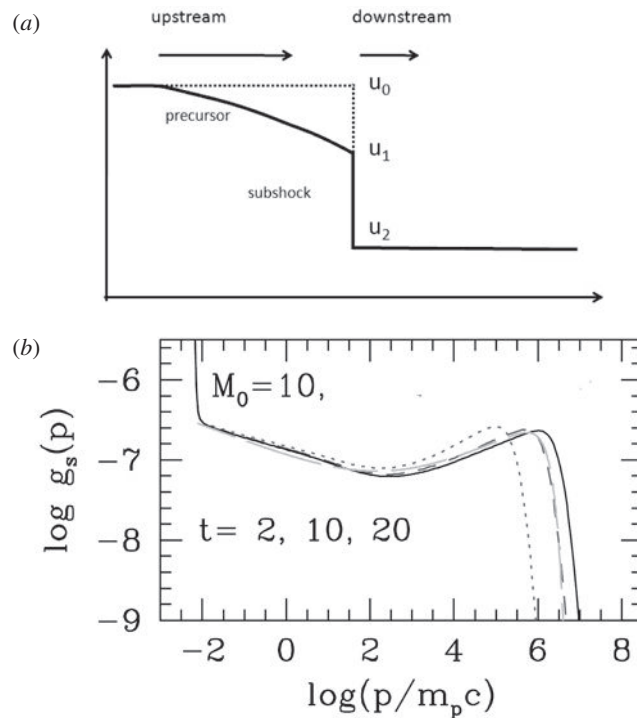 (a)
upstream downstream
u0
precursor
u1
subshock
u2
(b)
M0=10,
t= 2, 10, 20
log gs(p)
-6
-7
-8
-9
-2 0 2 4 6 8
log(p/mpc)